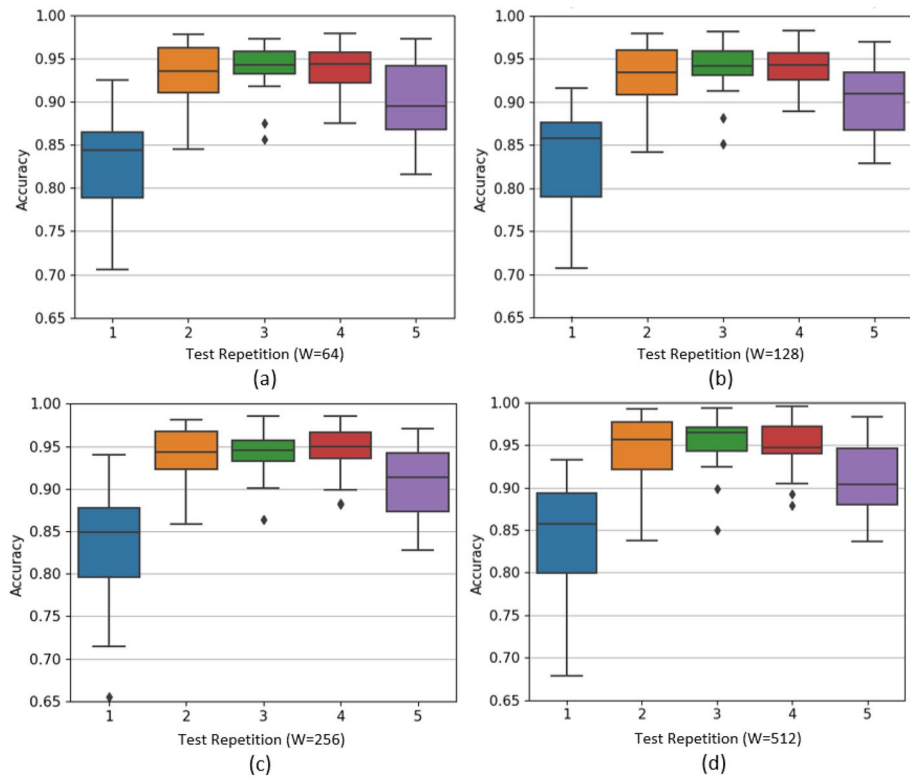 1.00
0.95
0.90
0.85
0.80
0.75
0.70
0.65
Accuracy
1 2 3 4 5
Test Repetition (W=64)
(a)
1.00
0.95
0.90
0.85
0.80
0.75
0.70
0.65
Accuracy
1 2 3 4 5
Test Repetition (W=128)
(b)
1.00
0.95
0.90
0.85
0.80
0.75
0.70
0.65
Accuracy
1 2 3 4 5
Test Repetition (W=256)
(c)
1.00
0.95
0.90
0.85
0.80
0.75
0.70
0.65
Accuracy
1 2 3 4 5
Test Repetition (W=512)
(d)